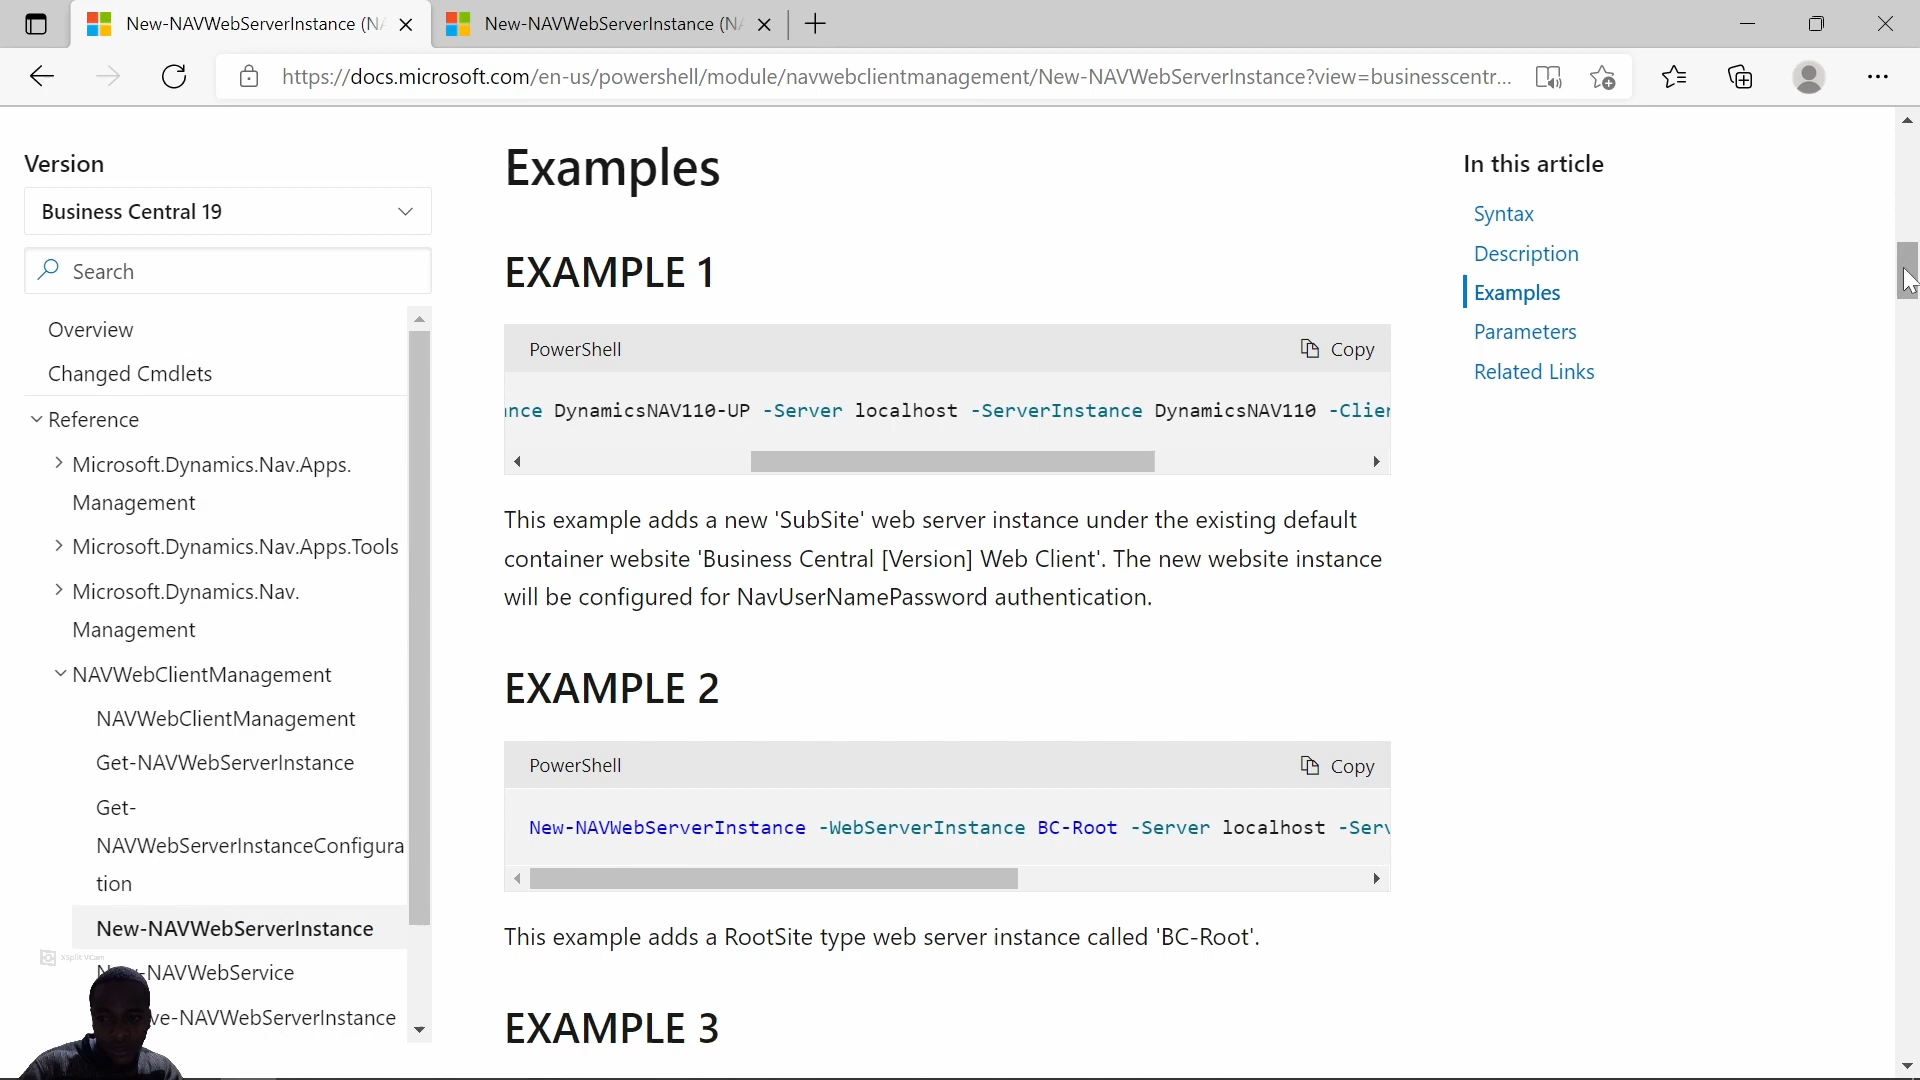 New-NAVWebServerInstance (NA
New-NAVWebServerInstance (NA
https://docs.microsoft.com/en-us/powershell/module/navwebclientmanagement/New-NAVWebServerInstance?view=businesscentr...
Version
Business Central 19
Search
Overview
Changed Cmdlets
Reference
Microsoft.Dynamics.Nav.Apps.
Management
Microsoft.Dynamics.Nav.Apps.Tools
Microsoft.Dynamics.Nav.
Management
NAVWebClientManagement
NAVWebClientManagement
Get-NAVWebServerInstance
Get-
NAVWebServerInstanceConfigura
tion
New-NAVWebServerInstance
XSplit VCam
-NAVWebService
ve-NAVWebServerInstance
Examples
EXAMPLE 1
PowerShell
Copy
nce DynamicsNAV110-UP -Server localhost -ServerInstance DynamicsNAV110 -Clien
This example adds a new 'SubSite' web server instance under the existing default
container website 'Business Central [Version] Web Client'. The new website instance
will be configured for NavUserNamePassword authentication.
EXAMPLE 2
PowerShell
Copy
New-NAVWebServerInstance -WebServerInstance BC-Root -Server localhost -Serv
This example adds a RootSite type web server instance called 'BC-Root'.
EXAMPLE 3
In this article
Syntax
Description
Examples
Parameters
Related Links